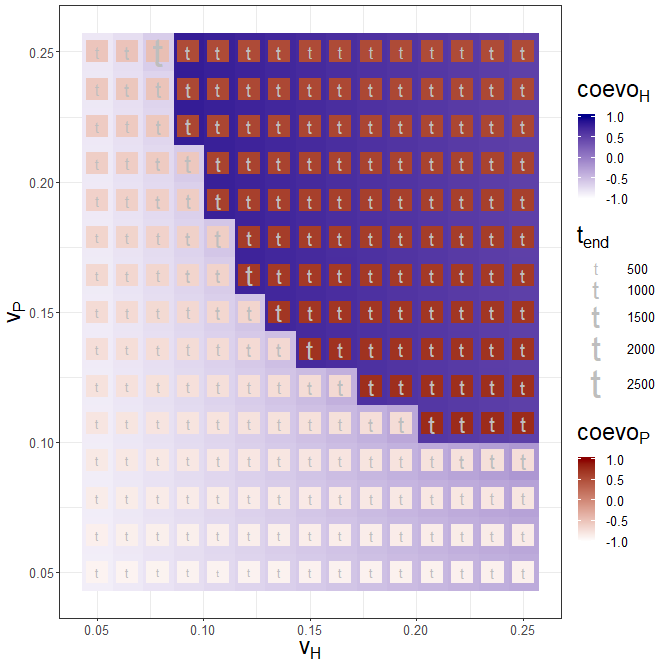 0.25 t t t t t t t t t t t t t t t
t t t t t t t t t t t t t t t
t t t t t t t t t t t t t t t
t t t t t t t t t t t t t t t
0.20
t t t t t t t t t t t t t t t
t t t t t t t t t t t t t t t
t t t t t t t t t t t t t t t
0.15 t t t t t t t t t t t t t t t
t t t t t t t t t t t t t t t
t t t t t t t t t t t t t t t
t t t t t t t t t t t t t t t
0.10
t t t t t t t t t t t t t t t
t t t t t t t t t t t t t t t
t t t t t t t t t t t t t t t
0.05 t t t t t t t t t t t t t t t
0.05 0.10 0.15 0.20 0.25
vH
vP
coevoH
1.0
0.5
0.0
-0.5
-1.0
tend
t 500
t 1000
t 1500
t 2000
t 2500
coevoP
1.0
0.5
0.0
-0.5
-1.0